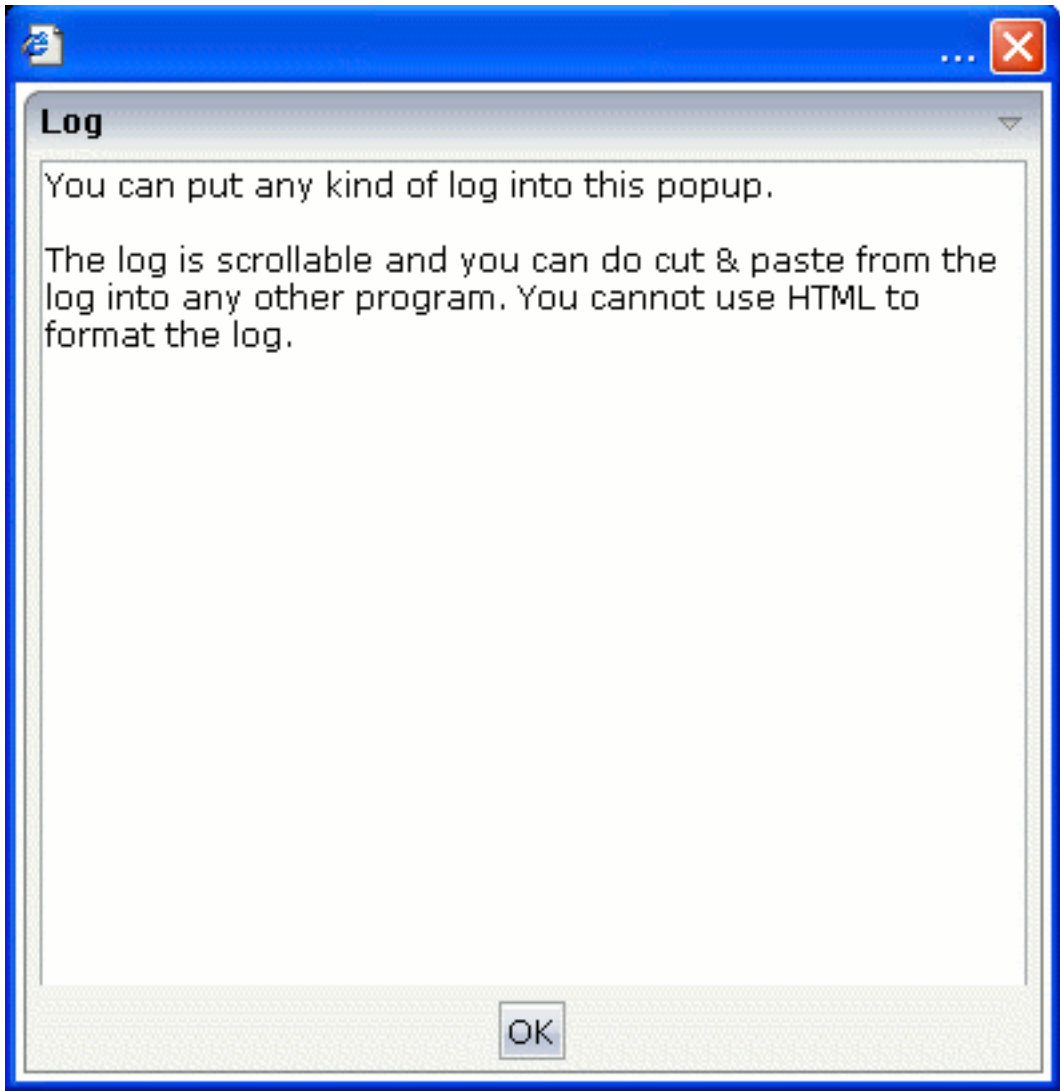 ...
Log
You can put any kind of log into this popup.
The log is scrollable and you can do cut & paste from the
log into any other program. You cannot use HTML to
format the log.
OK